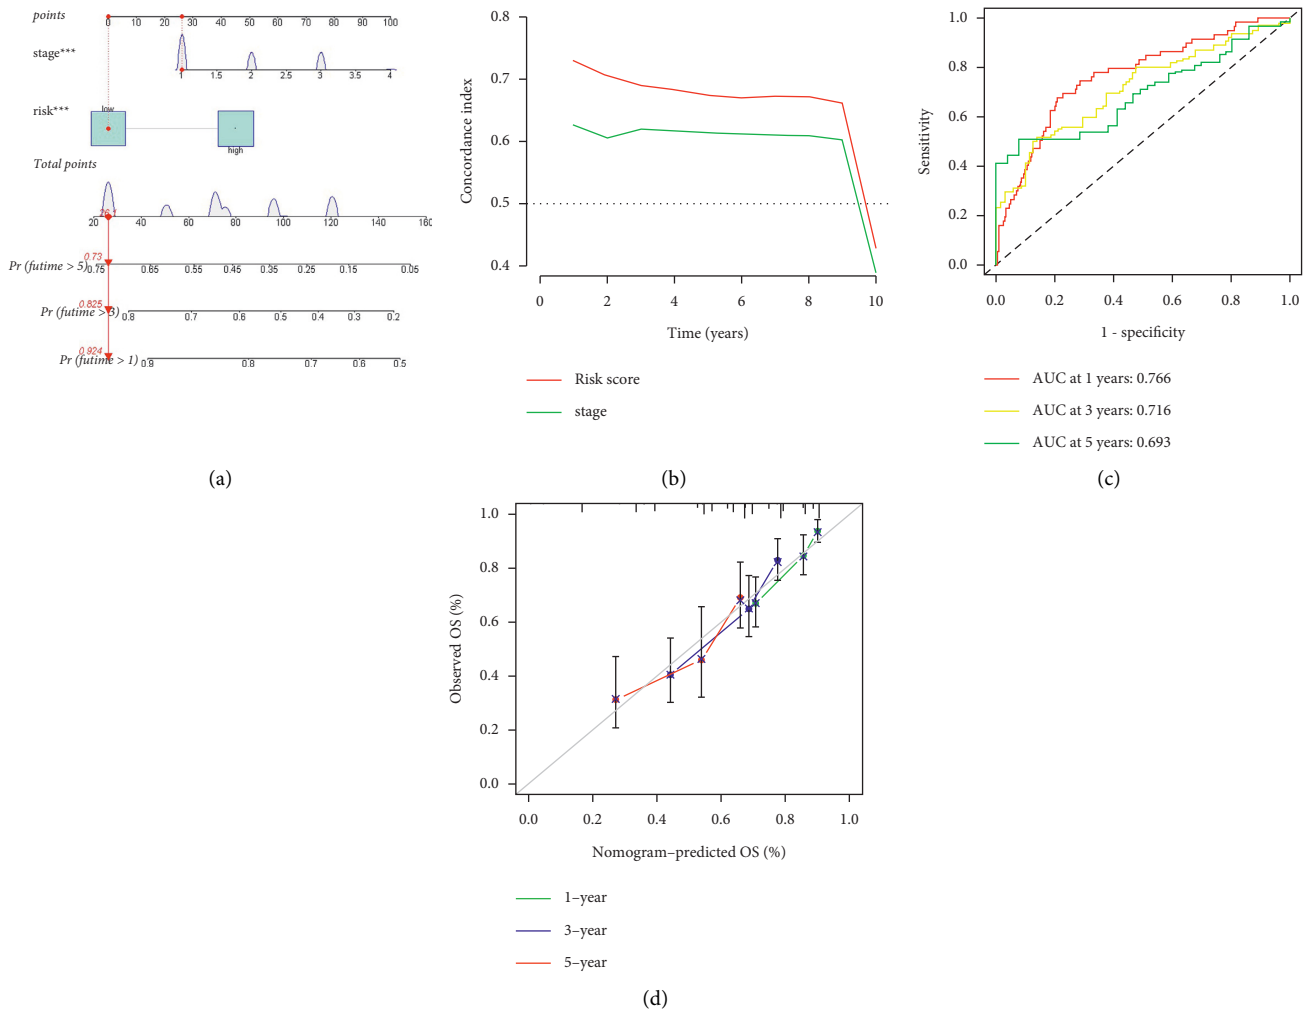 points
0 10 20 30 40 50 60 70 80 90 100
stage***
1 1.5 2 2.5 3 3.5 4
risk***
low
high
Total points
26.1
20 40 60 80 100 120 140 160
0.73
Pr (futime > 5)
0.75 0.65 0.55 0.45 0.35 0.25 0.15 0.05
0.825
Pr (futime > 3)
0.8 0.7 0.6 0.5 0.4 0.3 0.2
0.924
Pr (futime > 1)
0.9 0.8 0.7 0.6 0.5
(a)
Concordance index
0.8
0.7
0.6
0.5
0.4
0 2 4 6 8 10
Time (years)
Risk score
stage
(b)
Sensitivity
1.0
0.8
0.6
0.4
0.2
0.0
0.0 0.2 0.4 0.6 0.8 1.0
1 - specificity
AUC at 1 years: 0.766
AUC at 3 years: 0.716
AUC at 5 years: 0.693
(c)
Observed OS (%)
1.0
0.8
0.6
0.4
0.2
0.0
0.0 0.2 0.4 0.6 0.8 1.0
Nomogram–predicted OS (%)
1–year
3–year
5–year
(d)